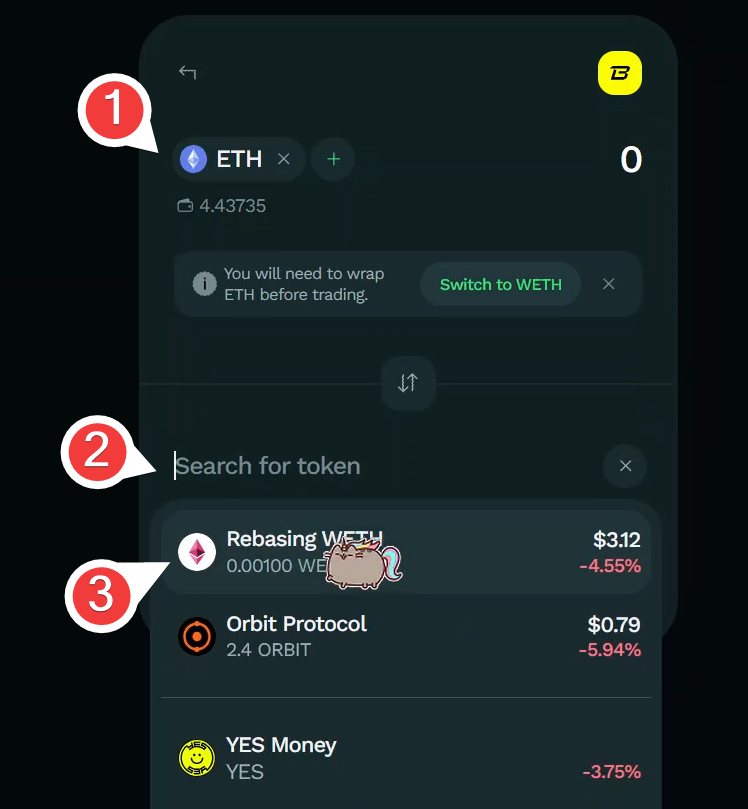 1
ETH
0
4.43735
You will need to wrap
ETH before trading.
Switch to WETH
2
Search for token
3
Rebasing WETH
$3.12
0.00100
-4.55%
Orbit Protocol
$0.79
2.4 ORBIT
-5.94%
YES Money
YES
-3.75%